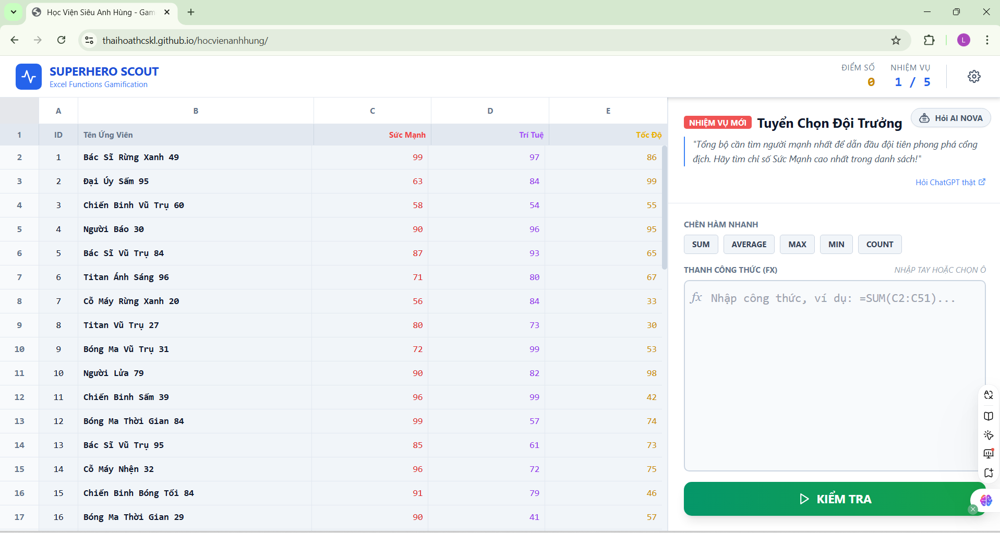 Học Viện Siêu Anh Hùng - Gam
thaihoathcskl.github.io/hocvienanhhung/
L
SUPERHERO SCOUT
Excel Functions Gamification
ĐIỂM SỐ
0
NHIỆM VỤ
1 / 5
A B C D E
1 ID Tên Ứng Viên Sức Mạnh Trí Tuệ Tốc Độ
2 1 Bác Sĩ Rừng Xanh 49 99 97 86
3 2 Đại Úy Sấm 95 63 84 99
4 3 Chiến Binh Vũ Trụ 60 58 54 55
5 4 Người Báo 30 90 96 95
6 5 Bác Sĩ Vũ Trụ 84 87 93 65
7 6 Titan Ánh Sáng 96 71 80 67
8 7 Cỗ Máy Rừng Xanh 20 56 84 33
9 8 Titan Vũ Trụ 27 80 73 30
10 9 Bóng Ma Vũ Trụ 31 72 99 53
11 10 Người Lửa 79 90 82 98
12 11 Chiến Binh Sấm 39 96 99 42
13 12 Bóng Ma Thời Gian 84 99 57 74
14 13 Bác Sĩ Vũ Trụ 95 85 61 73
15 14 Cỗ Máy Nhện 32 96 72 75
16 15 Chiến Binh Bóng Tối 84 91 79 46
17 16 Bóng Ma Thời Gian 29 90 41 57
NHIỆM VỤ MỚI Tuyển Chọn Đội Trưởng
Hỏi AI NOVA
"Tổng bộ cần tìm người mạnh nhất để dẫn đầu đội tiên phong phá cổng
địch. Hãy tìm chỉ số Sức Mạnh cao nhất trong danh sách!"
Hỏi ChatGPT thật
CHÈN HÀM NHANH
SUM AVERAGE MAX MIN COUNT
THANH CÔNG THỨC (FX) NHẬP TAY HOẶC CHỌN Ô
fx Nhập công thức, ví dụ: =SUM(C2:C51)...
KIỂM TRA